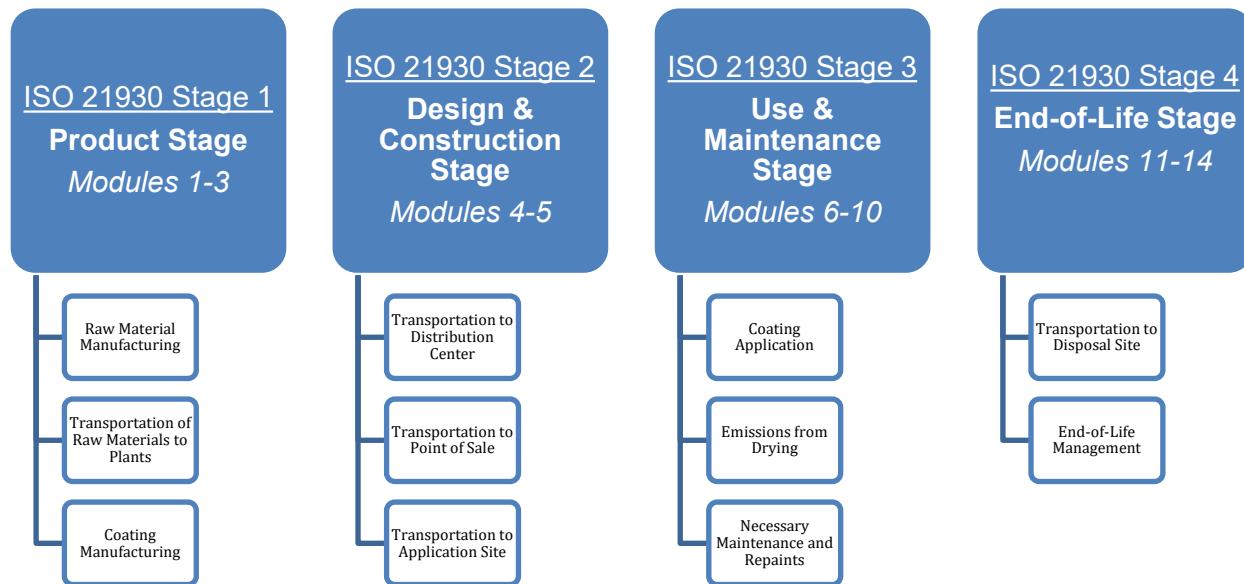 ISO 21930 Stage 1
Product Stage
Modules 1-3
Raw Material
Manufacturing
Transportation of
Raw Materials to
Plants
Coating
Manufacturing
ISO 21930 Stage 2
Design &
Construction
Stage
Modules 4-5
Transportation to
Distribution
Center
Transportation to
Point of Sale
Transportation to
Application Site
ISO 21930 Stage 3
Use &
Maintenance
Stage
Modules 6-10
Coating
Application
Emissions from
Drying
Necessary
Maintenance and
Repaints
ISO 21930 Stage 4
End-of-Life Stage
Modules 11-14
Transportation to
Disposal Site
End-of-Life
Management